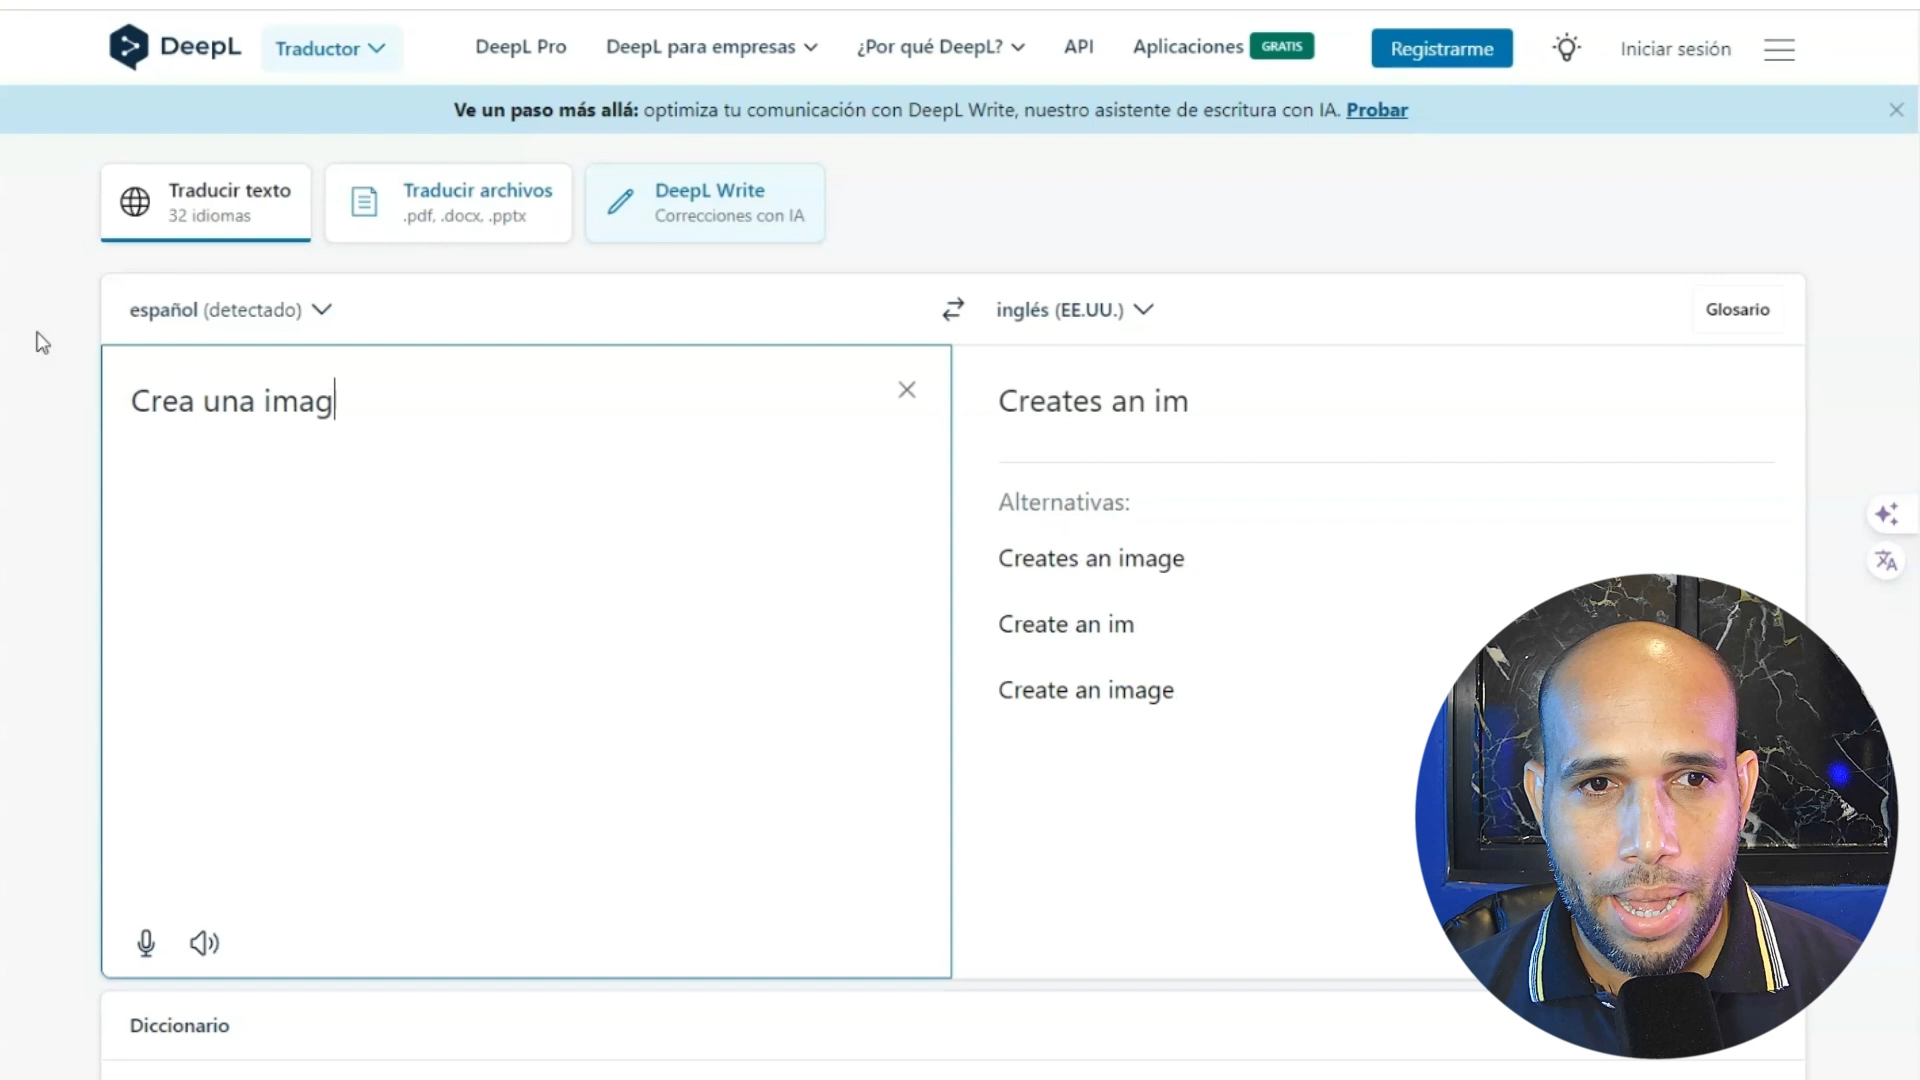 DeepL
Traductor
DeepL Pro
DeepL para empresas
¿Por qué DeepL?
API
Aplicaciones GRATIS
Registrarme
Iniciar sesión
Ve un paso más allá: optimiza tu comunicación con DeepL Write, nuestro asistente de escritura con IA. Probar
Traducir texto
32 idiomas
Traducir archivos
.pdf, .docx, .pptx
DeepL Write
Correcciones con IA
español (detectado)
inglés (EE.UU.)
Glosario
Crea una imag
Creates an im
Alternativas:
Creates an image
Create an im
Create an image
Diccionario